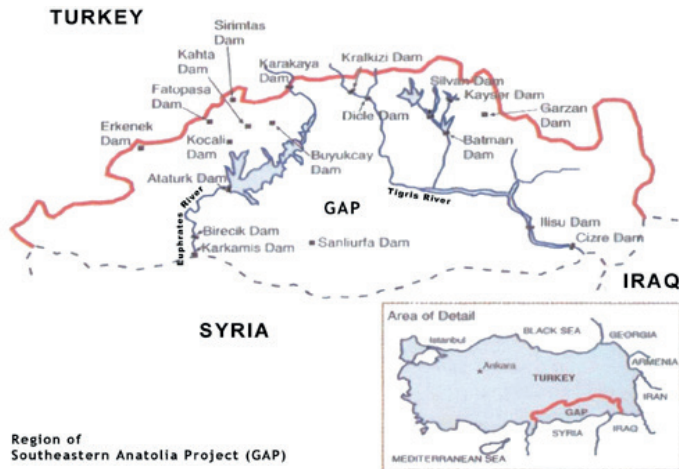 TURKEY
Sirimtas
Dam
Kahta
Dam
Fatopasa
Dam
Erkenek
Dam
Kocali
Dam
Karakaya
Dam
Kralkizi Dam
Silvan Dam
Kayser Dam
Garzan
Dam
Dicle Dam
Batman
Dam
Buyukcay
Dam
Ataturk Dam
Euphrates River
GAP
Tigris River
Birecik Dam
Karkamis Dam
Sanliurfa Dam
Ilisu Dam
Cizre Dam
IRAQ
SYRIA
Area of Detail
BLACK SEA
GEORGIA
Istanbul
ARMENIA
Ankara
TURKEY
IRAN
GAP
SYRIA
IRAQ
MEDITERRANEAN SEA
Region of
Southeastern Anatolia Project (GAP)